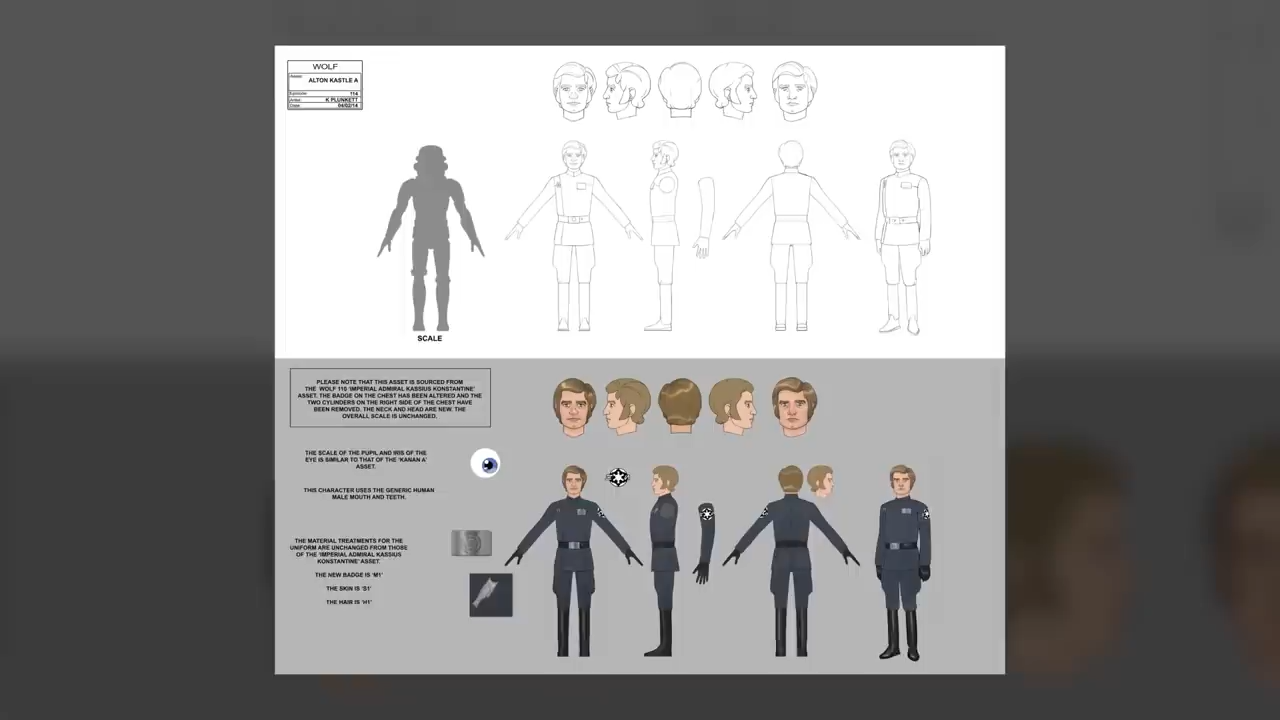 WOLF
ALTON KASTLE A
114
K PLUNKETT
04/02/14
SCALE
PLEASE NOTE THAT THIS ASSET IS SOURCED FROM
THE WOLF 110 'IMPERIAL ADMIRAL KASSIUS KONSTANTINE'
ASSET. THE BADGE ON THE CHEST HAS BEEN ALTERED AND THE
TWO CYLINDERS ON THE RIGHT SIDE OF THE CHEST HAVE
BEEN REMOVED. THE NECK AND HEAD ARE NEW. THE
OVERALL SCALE IS UNCHANGED.
THE SCALE OF THE PUPIL AND IRIS OF THE
EYE IS SIMILAR TO THAT OF THE 'KANAN A'
ASSET.
THIS CHARACTER USES THE GENERIC HUMAN
MALE MOUTH AND TEETH.
THE MATERIAL TREATMENTS FOR THE
UNIFORM ARE UNCHANGED FROM THOSE
OF THE 'IMPERIAL ADMIRAL KASSIUS
KONSTANTINE' ASSET.
THE NEW BADGE IS 'M1'
THE SKIN IS 'S1'
THE HAIR IS 'H1'